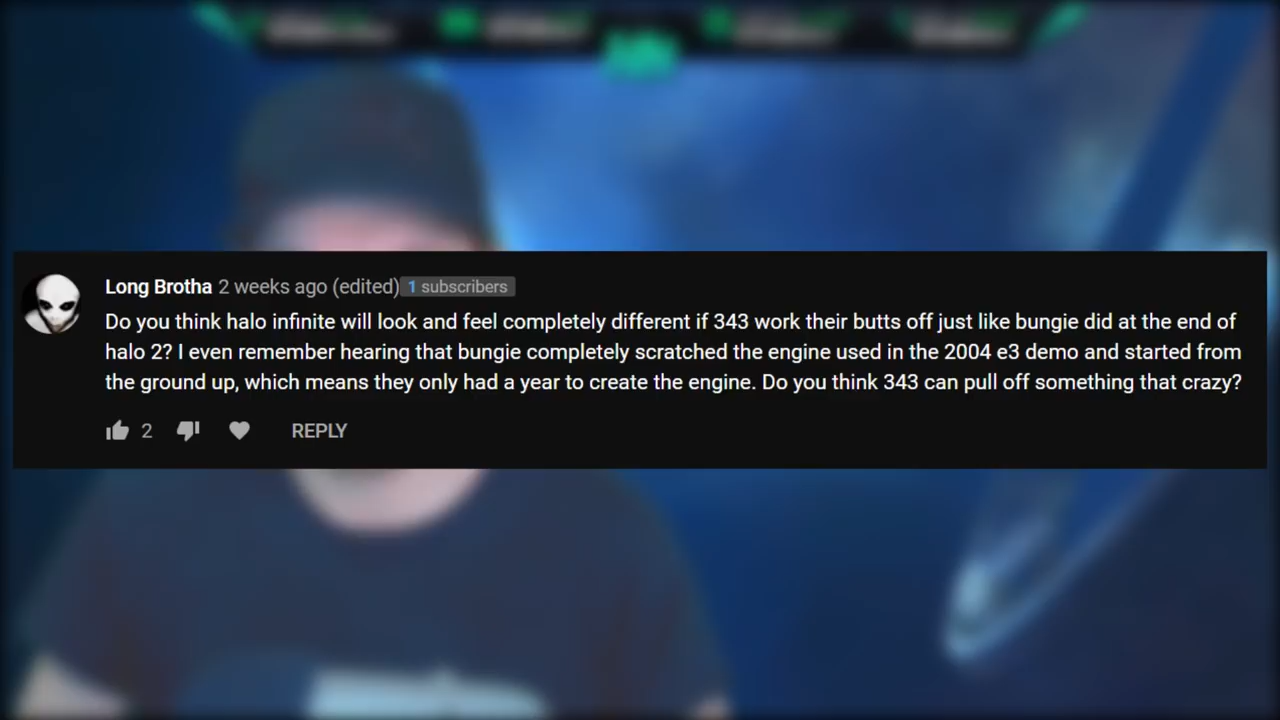 Long Brotha 2 weeks ago (edited) 1 subscribers
Do you think halo infinite will look and feel completely different if 343 work their butts off just like bungie did at the end of
halo 2? I even remember hearing that bungie completely scratched the engine used in the 2004 e3 demo and started from
the ground up, which means they only had a year to create the engine. Do you think 343 can pull off something that crazy?
2 REPLY